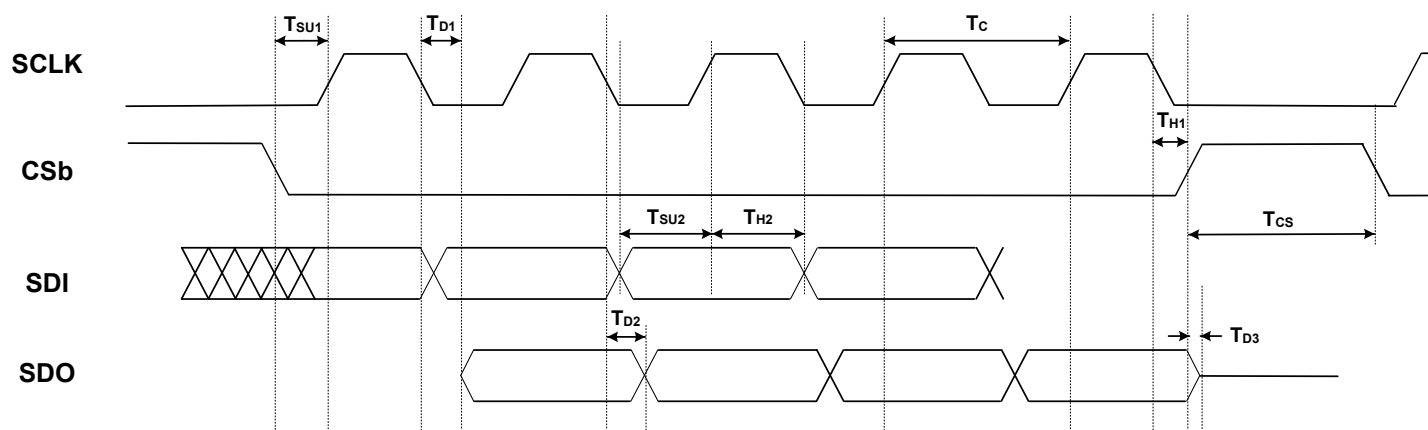 TSU1
TD1
TC
SCLK
TH1
CSb
TSU2
TH2
TCS
SDI
TD2
TD3
SDO